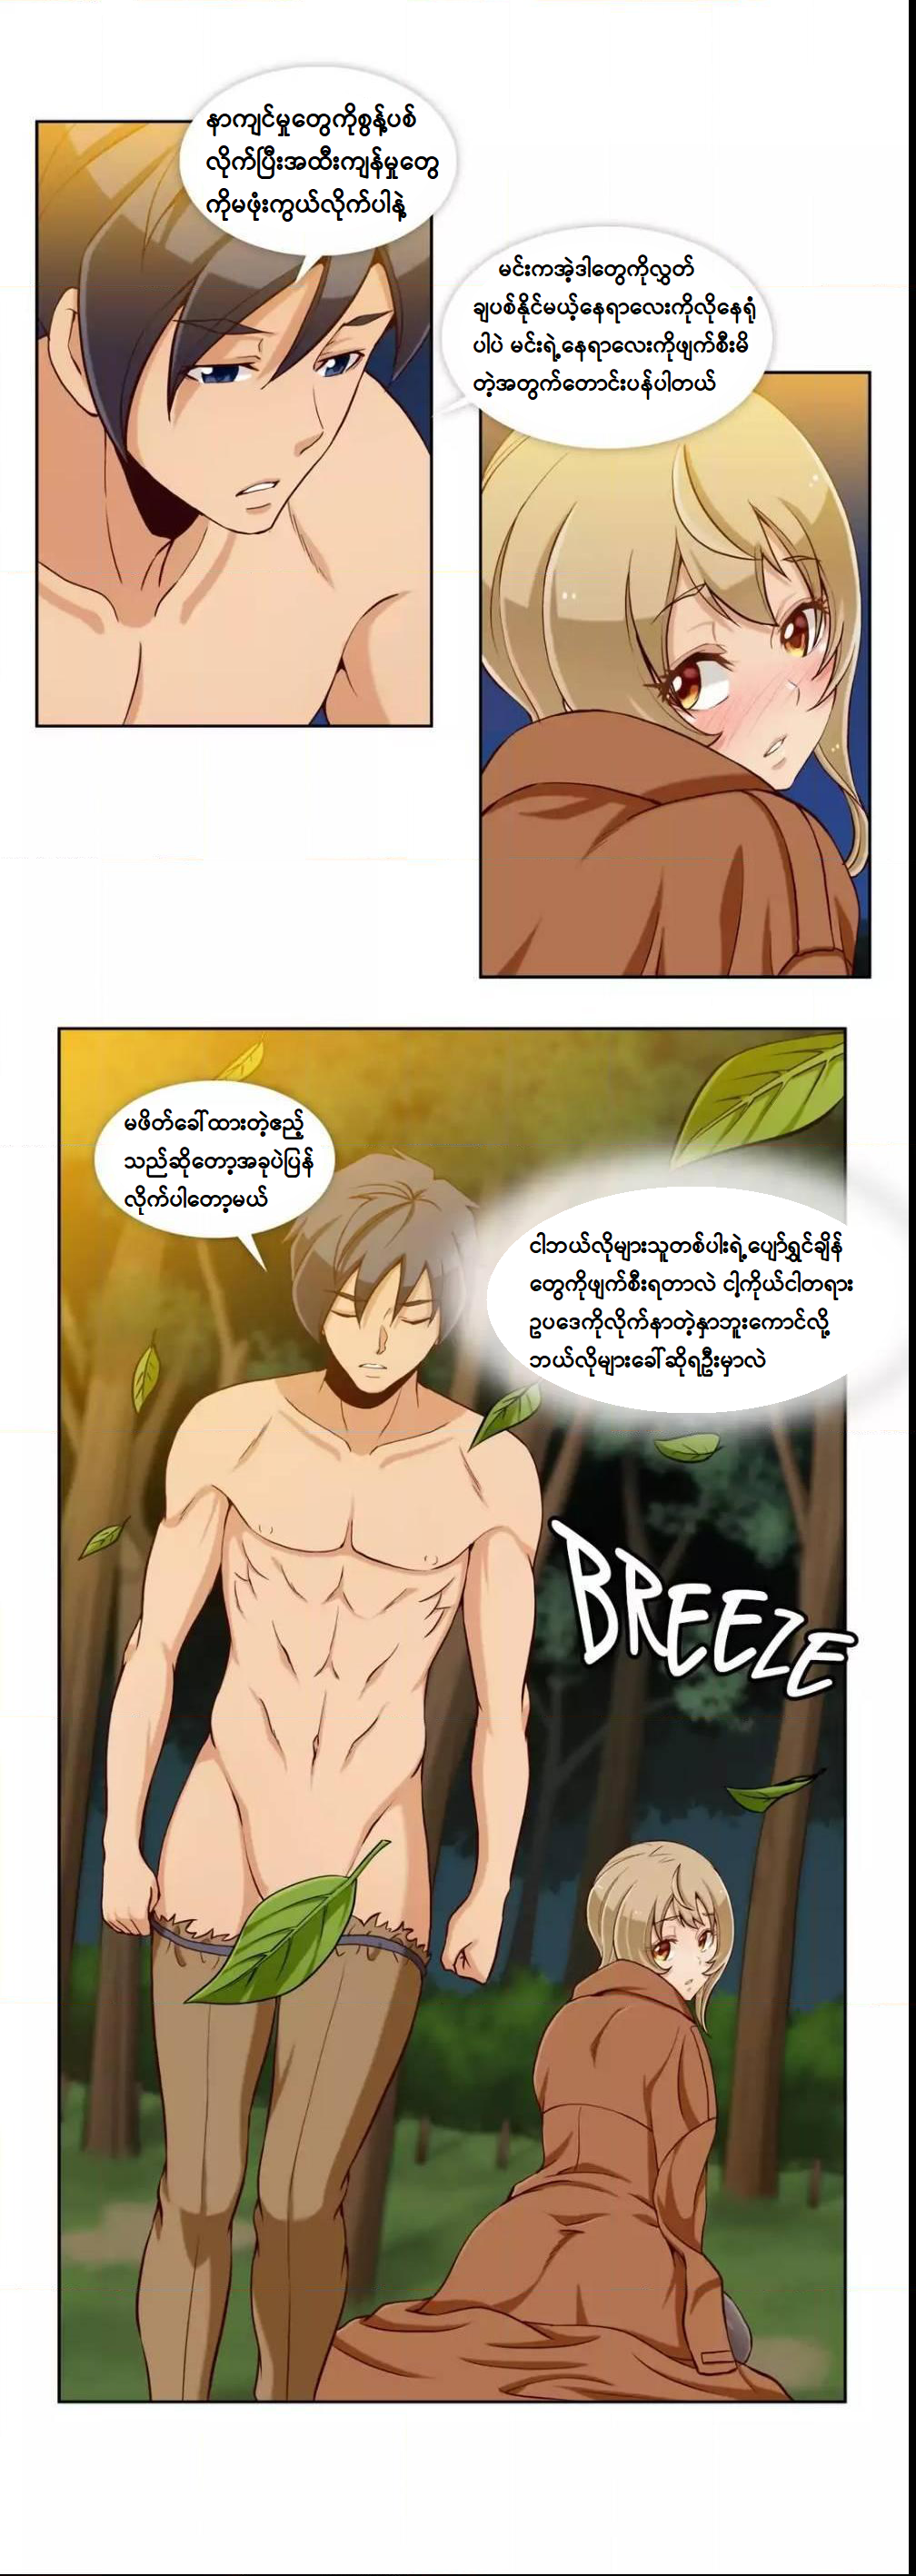 နာကျင်မှုတွေကိုစွန့်ပစ်
လိုက်ပြီးအထီးကျန်မှုတွေ
ကိုမဖုံးကွယ်လိုက်ပါနဲ့
မင်းကအဲ့ဒါတွေကိုလွှတ်
ချပစ်နိုင်မယ့်နေရာလေးကိုလိုနေရုံ
ပါပဲ မင်းရဲ့နေရာလေးကိုဖျက်စီးမိ
တဲ့အတွက်တောင်းပန်ပါတယ်
မဖိတ်ခေါ်ထားတဲ့ဧည့်
သည်ဆိုတော့အခုပဲပြန်
လိုက်ပါတော့မယ်
ငါဘယ်လိုများသူတစ်ပါးရဲ့ပျော်ရွှင်ချိန်
တွေကိုဖျက်စီးရတာလဲ ငါ့ကိုယ်ငါတရား
ဥပဒေကိုလိုက်နာတဲ့နှာဘူးကောင်လို့
ဘယ်လိုများခေါ်ဆိုရဦးမှာလဲ
BREEZE